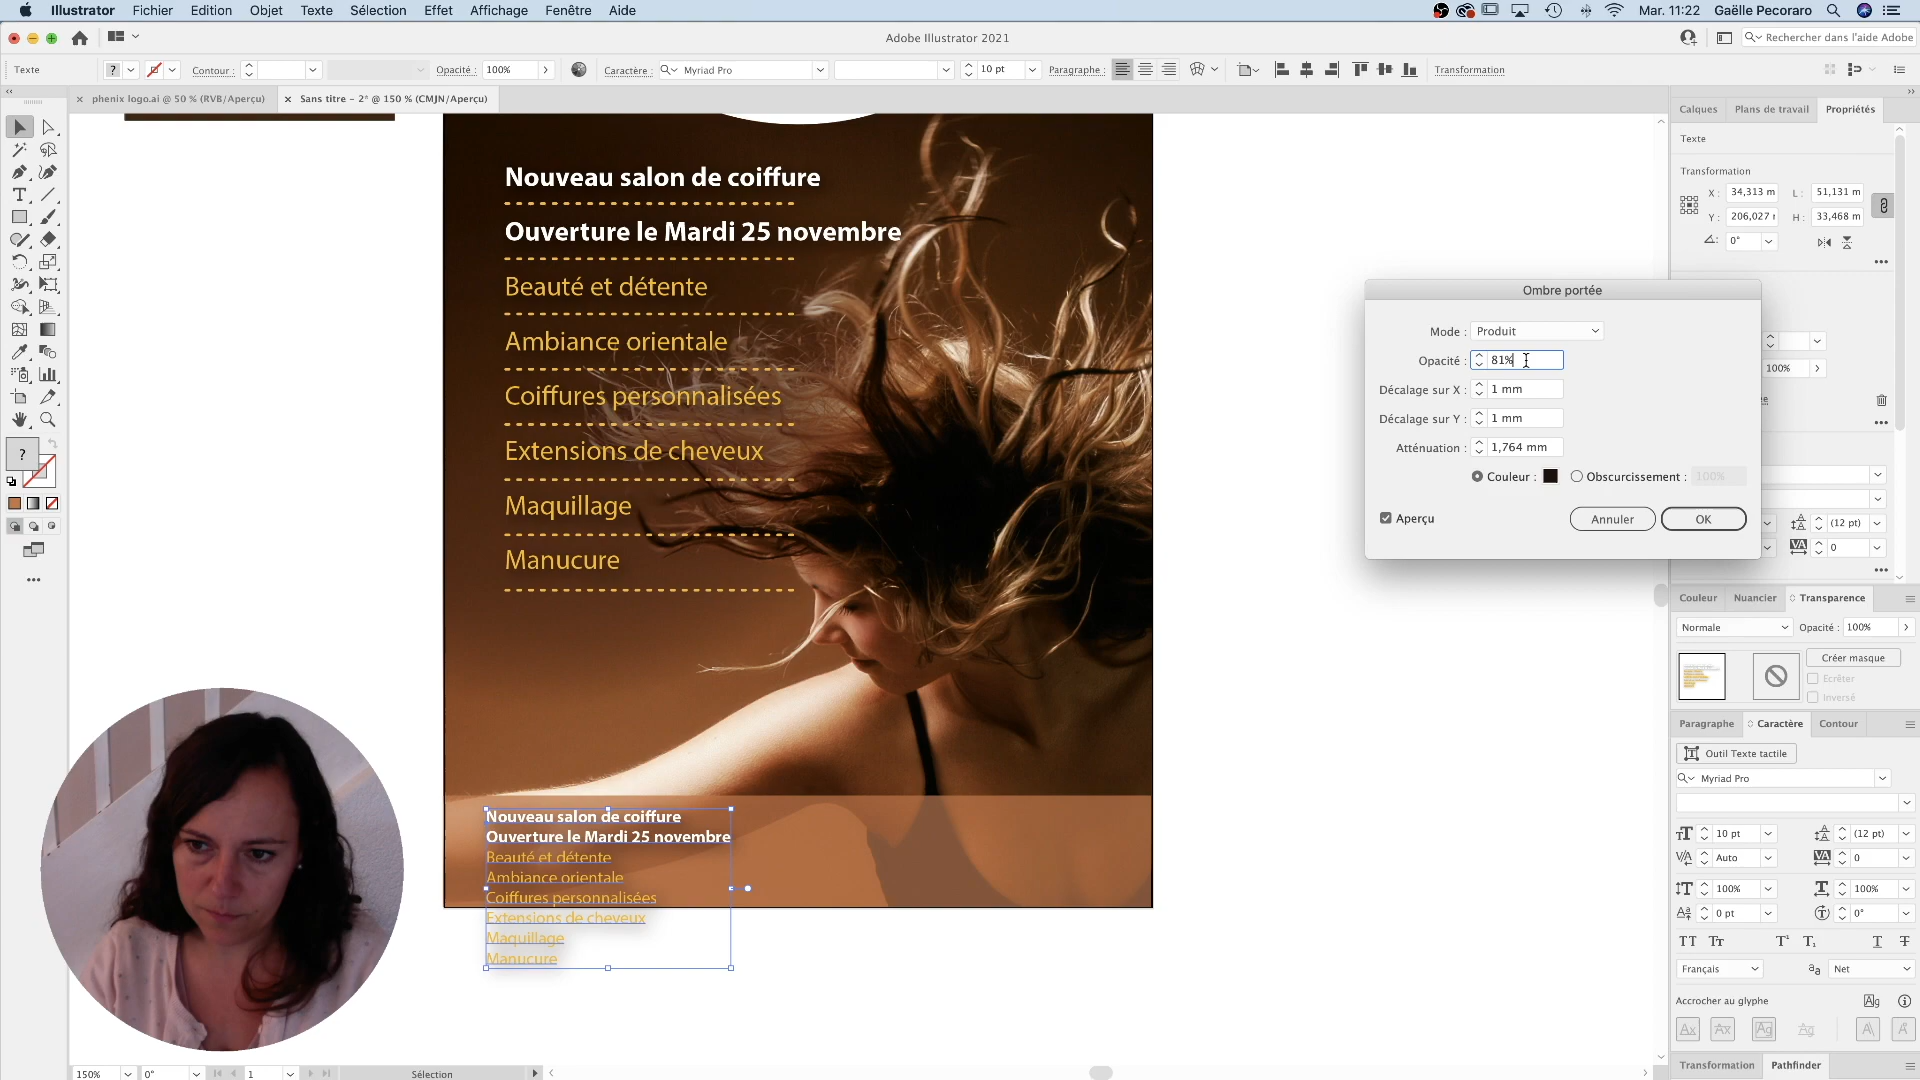 Illustrator Fichier Edition Objet Texte Sélection Effet Affichage Fenêtre Aide
Mar. 11:22 Gaëlle Pecoraro
Adobe Illustrator 2021
Rechercher dans l'aide Adobe
Texte ? Contour : Opacité : 100% Caractère : Myriad Pro 10 pt Paragraphe : Transformation
phenix logo.ai @ 50 % (RVB/Aperçu)
Sans titre - 2* @ 150 % (CMJN/Aperçu)
Calques Plans de travail Propriétés
Texte
Transformation
X : 34,313 m L : 51,131 m
Y : 206,027 H : 33,468 m
0°
Nouveau salon de coiffure
Ouverture le Mardi 25 novembre
Beauté et détente
Ambiance orientale
Coiffures personnalisées
Extensions de cheveux
Maquillage
Manucure
Ombre portée
Mode : Produit
Opacité : 81%
Décalage sur X : 1 mm
Décalage sur Y : 1 mm
Atténuation : 1,764 mm
Couleur : Obscurcissement : 100%
Aperçu Annuler OK
100%
(12 pt)
0
Couleur Nuancier Transparence
Normale Opacité : 100%
Créer masque
Ecrêter
Inversé
Paragraphe Caractère Contour
Outil Texte tactile
Myriad Pro
10 pt (12 pt)
Auto 0
100% 100%
0 pt 0°
Français Net
Accrocher au glyphe
Transformation Pathfinder
Nouveau salon de coiffure
Ouverture le Mardi 25 novembre
Beauté et détente
Ambiance orientale
Coiffures personnalisées
Extensions de cheveux
Maquillage
Manucure
150% 0° 1 Sélection